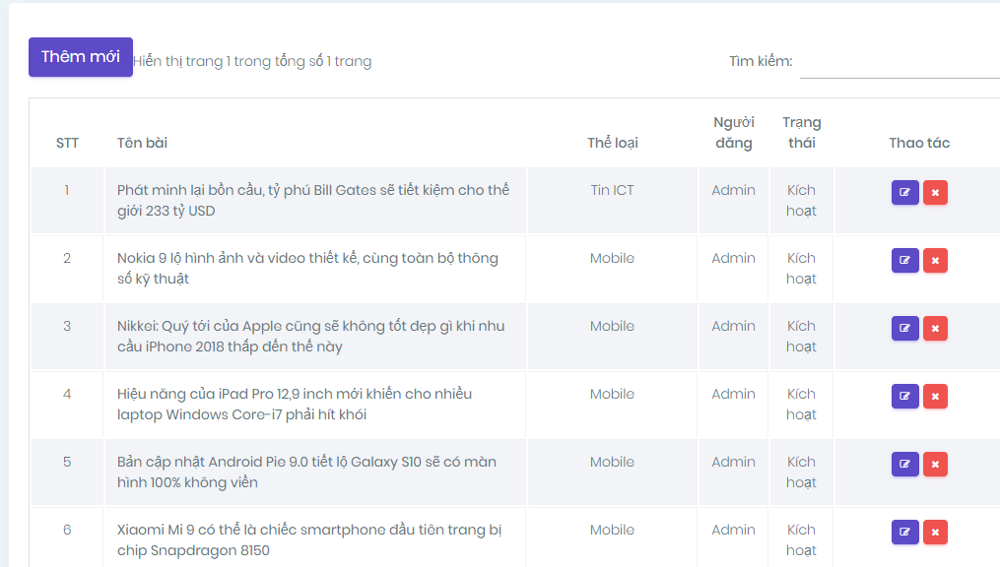 Thêm mới Hiển thị trang 1 trong tổng số 1 trang Tìm kiếm:
STT Tên bài Thể loại Người đăng Trạng thái Thao tác
1 Phát minh lại bồn cầu, tỷ phú Bill Gates sẽ tiết kiệm cho thế Tin ICT Admin Kích
giới 233 tỷ USD hoạt
2 Nokia 9 lộ hình ảnh và video thiết kế, cùng toàn bộ thông Mobile Admin Kích
số kỹ thuật hoạt
3 Nikkei: Quý tới của Apple cũng sẽ không tốt đẹp gì khi nhu Mobile Admin Kích
cầu iPhone 2018 thấp đến thế này hoạt
4 Hiệu năng của iPad Pro 12,9 inch mới khiến cho nhiều Mobile Admin Kích
laptop Windows Core-i7 phải hít khói hoạt
5 Bản cập nhật Android Pie 9.0 tiết lộ Galaxy S10 sẽ có màn Mobile Admin Kích
hình 100% không viền hoạt
6 Xiaomi Mi 9 có thể là chiếc smartphone đầu tiên trang bị Mobile Admin Kích
chip Snapdragon 8150 hoạt